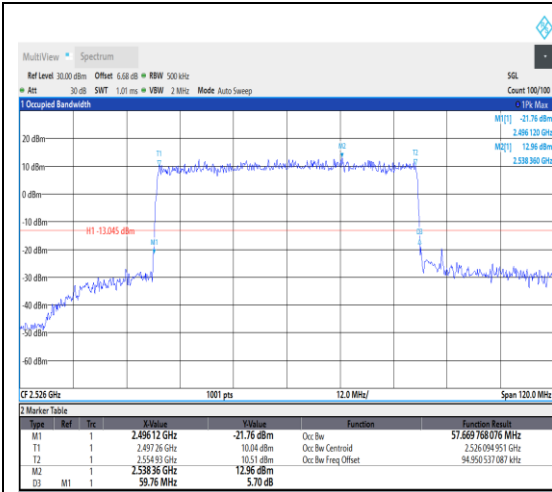 MultiView Spectrum
Ref Level 30.00 dBm Offset 6.68 dB RBW 500 kHz SGL
Att 30 dB SWT 1.01 ms VBW 2 MHz Mode Auto Sweep Count 100/100
1 Occupied Bandwidth 1Pk Max
M1[1] -21.76 dBm
2.496 120 GHz
M2[1] 12.96 dBm
2.538 360 GHz
20 dBm
T1 M2 T2
10 dBm
0 dBm
-10 dBm
H1 -13.045 dBm
M1
-20 dBm
-30 dBm
-40 dBm
-50 dBm
-60 dBm
CF 2.526 GHz 1001 pts 12.0 MHz/ Span 120.0 MHz
2 Marker Table
Type Ref Trc X-Value Y-Value Function Function Result
M1 1 2.496 12 GHz -21.76 dBm Occ Bw 57.669 768 076 MHz
T1 1 2.497 26 GHz 10.04 dBm Occ Bw Centroid 2.526 094 951 GHz
T2 1 2.554 93 GHz 10.51 dBm Occ Bw Freq Offset 94.950 537 087 kHz
M2 1 2.538 36 GHz 12.96 dBm
D3 M1 1 59.76 MHz 5.70 dB